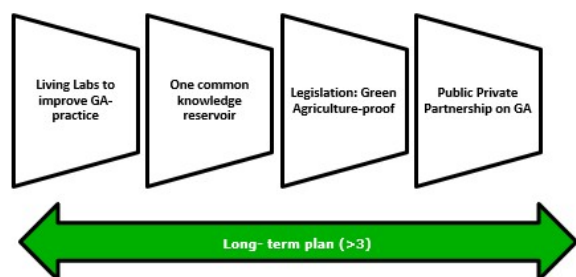 Living Labs to
improve GA-
practice
One common
knowledge
reservoir
Legislation: Green
Agriculture-proof
Public Private
Partnership on GA
Long- term plan (>3)